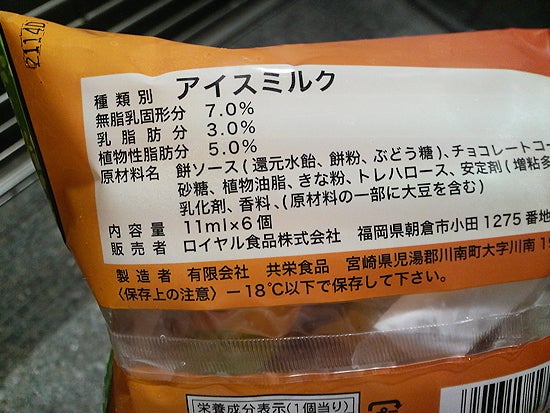 21140
種類別 アイスミルク
無脂乳固形分 7.0%
乳脂肪分 3.0%
植物性脂肪分 5.0%
原材料名 餅ソース(還元水飴、餅粉、ぶどう糖)、チョコレートコー
砂糖、植物油脂、きな粉、トレハロース、安定剤(増粘多
乳化剤、香料、(原材料の一部に大豆を含む)
内容量 11ml×6個
販売者 ロイヤル食品株式会社 福岡県朝倉市小田1275番地
製造者 有限会社 共栄食品 宮崎県児湯郡川南町大字川南
〈保存上の注意〉 ー18℃以下で保存して下さい。
栄養成分表示(1個当り)